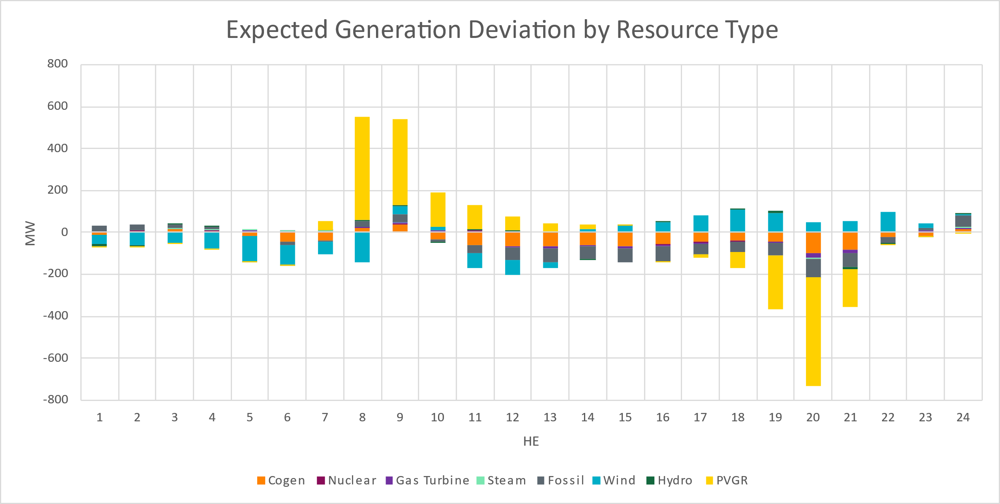 Expected Generation Deviation by Resource Type
800
600
400
200
0
-200
-400
-600
-800
MW
1 2 3 4 5 6 7 8 9 10 11 12 13 14 15 16 17 18 19 20 21 22 23 24
HE
Cogen Nuclear Gas Turbine Steam Fossil Wind Hydro PVGR